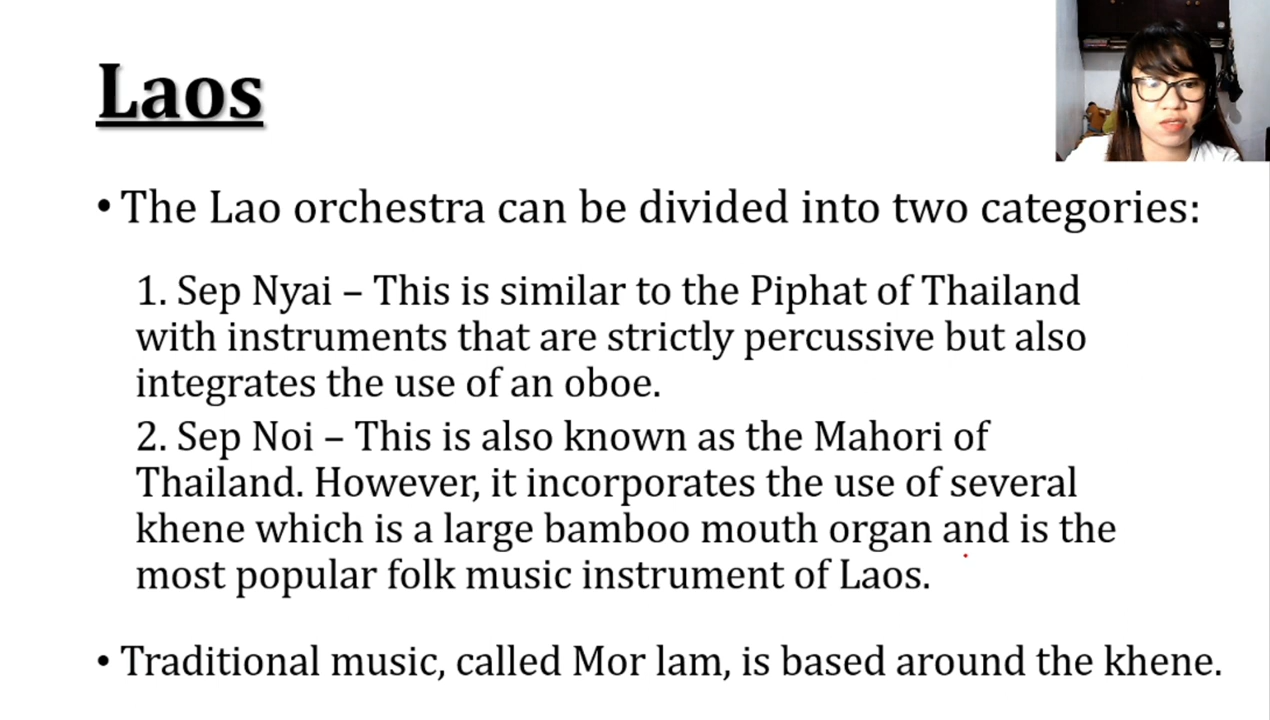 Laos
• The Lao orchestra can be divided into two categories:
1. Sep Nyai – This is similar to the Piphat of Thailand
with instruments that are strictly percussive but also
integrates the use of an oboe.
2. Sep Noi – This is also known as the Mahori of
Thailand. However, it incorporates the use of several
khene which is a large bamboo mouth organ and is the
most popular folk music instrument of Laos.
• Traditional music, called Mor lam, is based around the khene.